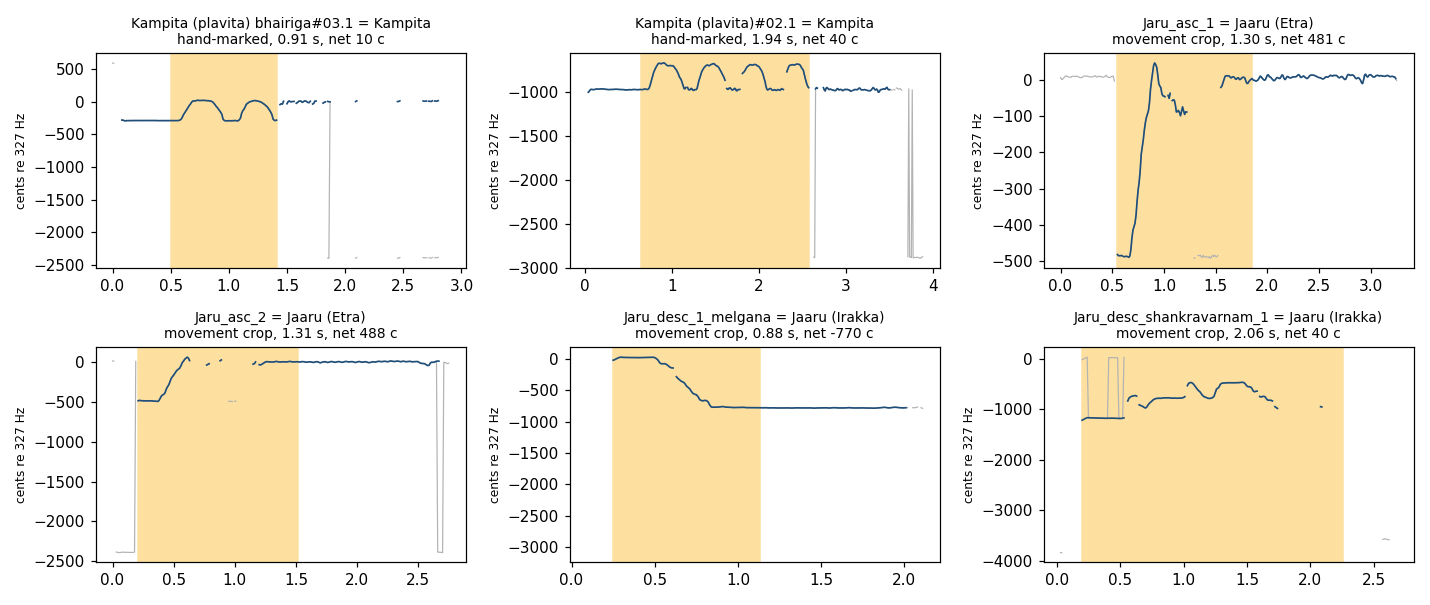 Kampita (plavita) bhairiga#03.1 = Kampita
hand-marked, 0.91 s, net 10 c
cents re 327 Hz
500
0
−500
−1000
−1500
−2000
−2500
0.0 0.5 1.0 1.5 2.0 2.5 3.0
Kampita (plavita)#02.1 = Kampita
hand-marked, 1.94 s, net 40 c
cents re 327 Hz
−1000
−1500
−2000
−2500
−3000
0 1 2 3 4
Jaru_asc_1 = Jaaru (Etra)
movement crop, 1.30 s, net 481 c
cents re 327 Hz
0
−100
−200
−300
−400
−500
0.0 0.5 1.0 1.5 2.0 2.5 3.0
Jaru_asc_2 = Jaaru (Etra)
movement crop, 1.31 s, net 488 c
cents re 327 Hz
0
−500
−1000
−1500
−2000
−2500
0.0 0.5 1.0 1.5 2.0 2.5
Jaru_desc_1_melgana = Jaaru (Irakka)
movement crop, 0.88 s, net -770 c
cents re 327 Hz
0
−500
−1000
−1500
−2000
−2500
−3000
0.0 0.5 1.0 1.5 2.0
Jaru_desc_shankravarnam_1 = Jaaru (Irakka)
movement crop, 2.06 s, net 40 c
cents re 327 Hz
0
−1000
−2000
−3000
−4000
0.0 0.5 1.0 1.5 2.0 2.5